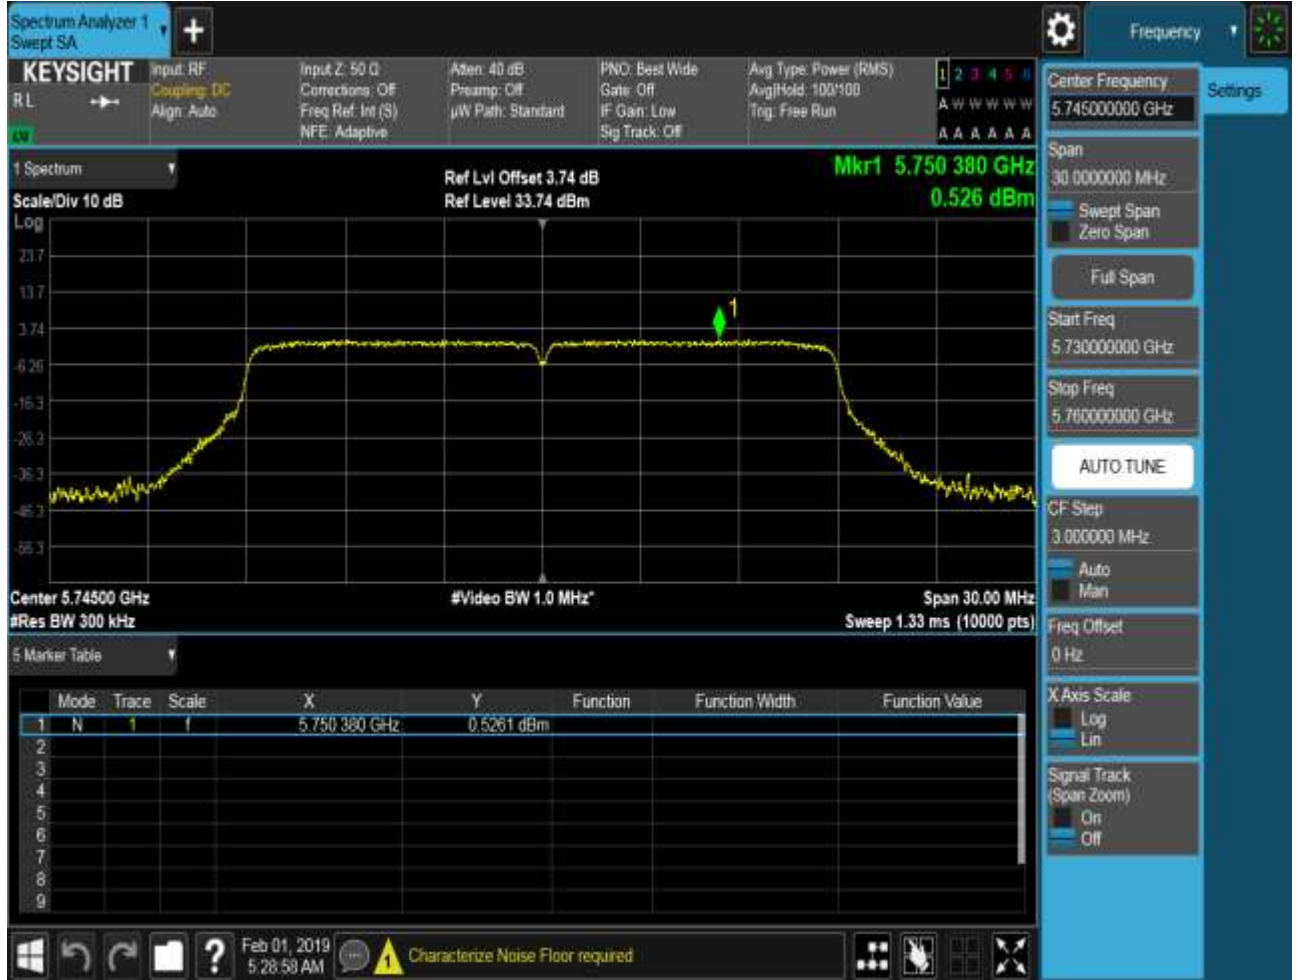 Spectrum Analyzer 1
Swept SA
Frequency
KEYSIGHT
Input: RF
Coupling: DC
Align: Auto
Input Z: 50 Ω
Corrections: Off
Freq Ref: Int (S)
NFE: Adaptive
Atten: 40 dB
Preamp: Off
µW Path: Standard
PNO: Best Wide
Gate: Off
IF Gain: Low
Sig Track: Off
Avg Type: Power (RMS)
Avg|Hold: 100/100
Trig: Free Run
1 2 3 4 5 6
A W W W W W
A A A A A A
R L
LXI
1 Spectrum
Scale/Div 10 dB
Ref Lvl Offset 3.74 dB
Ref Level 33.74 dBm
Mkr1 5.750 380 GHz
0.526 dBm
Log
23.7
13.7
3.74
-6.26
-16.3
-26.3
-36.3
-46.3
-56.3
1
Center 5.74500 GHz
#Video BW 1.0 MHz*
Span 30.00 MHz
#Res BW 300 kHz
Sweep 1.33 ms (10000 pts)
5 Marker Table
Mode Trace Scale X Y Function Function Width Function Value
1 N 1 f 5.750 380 GHz 0.5261 dBm
2
3
4
5
6
7
8
9
Feb 01, 2019
5:28:58 AM
?
1
Characterize Noise Floor required
Center Frequency
5.745000000 GHz
Settings
Span
30.0000000 MHz
Swept Span
Zero Span
Full Span
Start Freq
5.730000000 GHz
Stop Freq
5.760000000 GHz
AUTO TUNE
CF Step
3.000000 MHz
Auto
Man
Freq Offset
0 Hz
X Axis Scale
Log
Lin
Signal Track
(Span Zoom)
On
Off